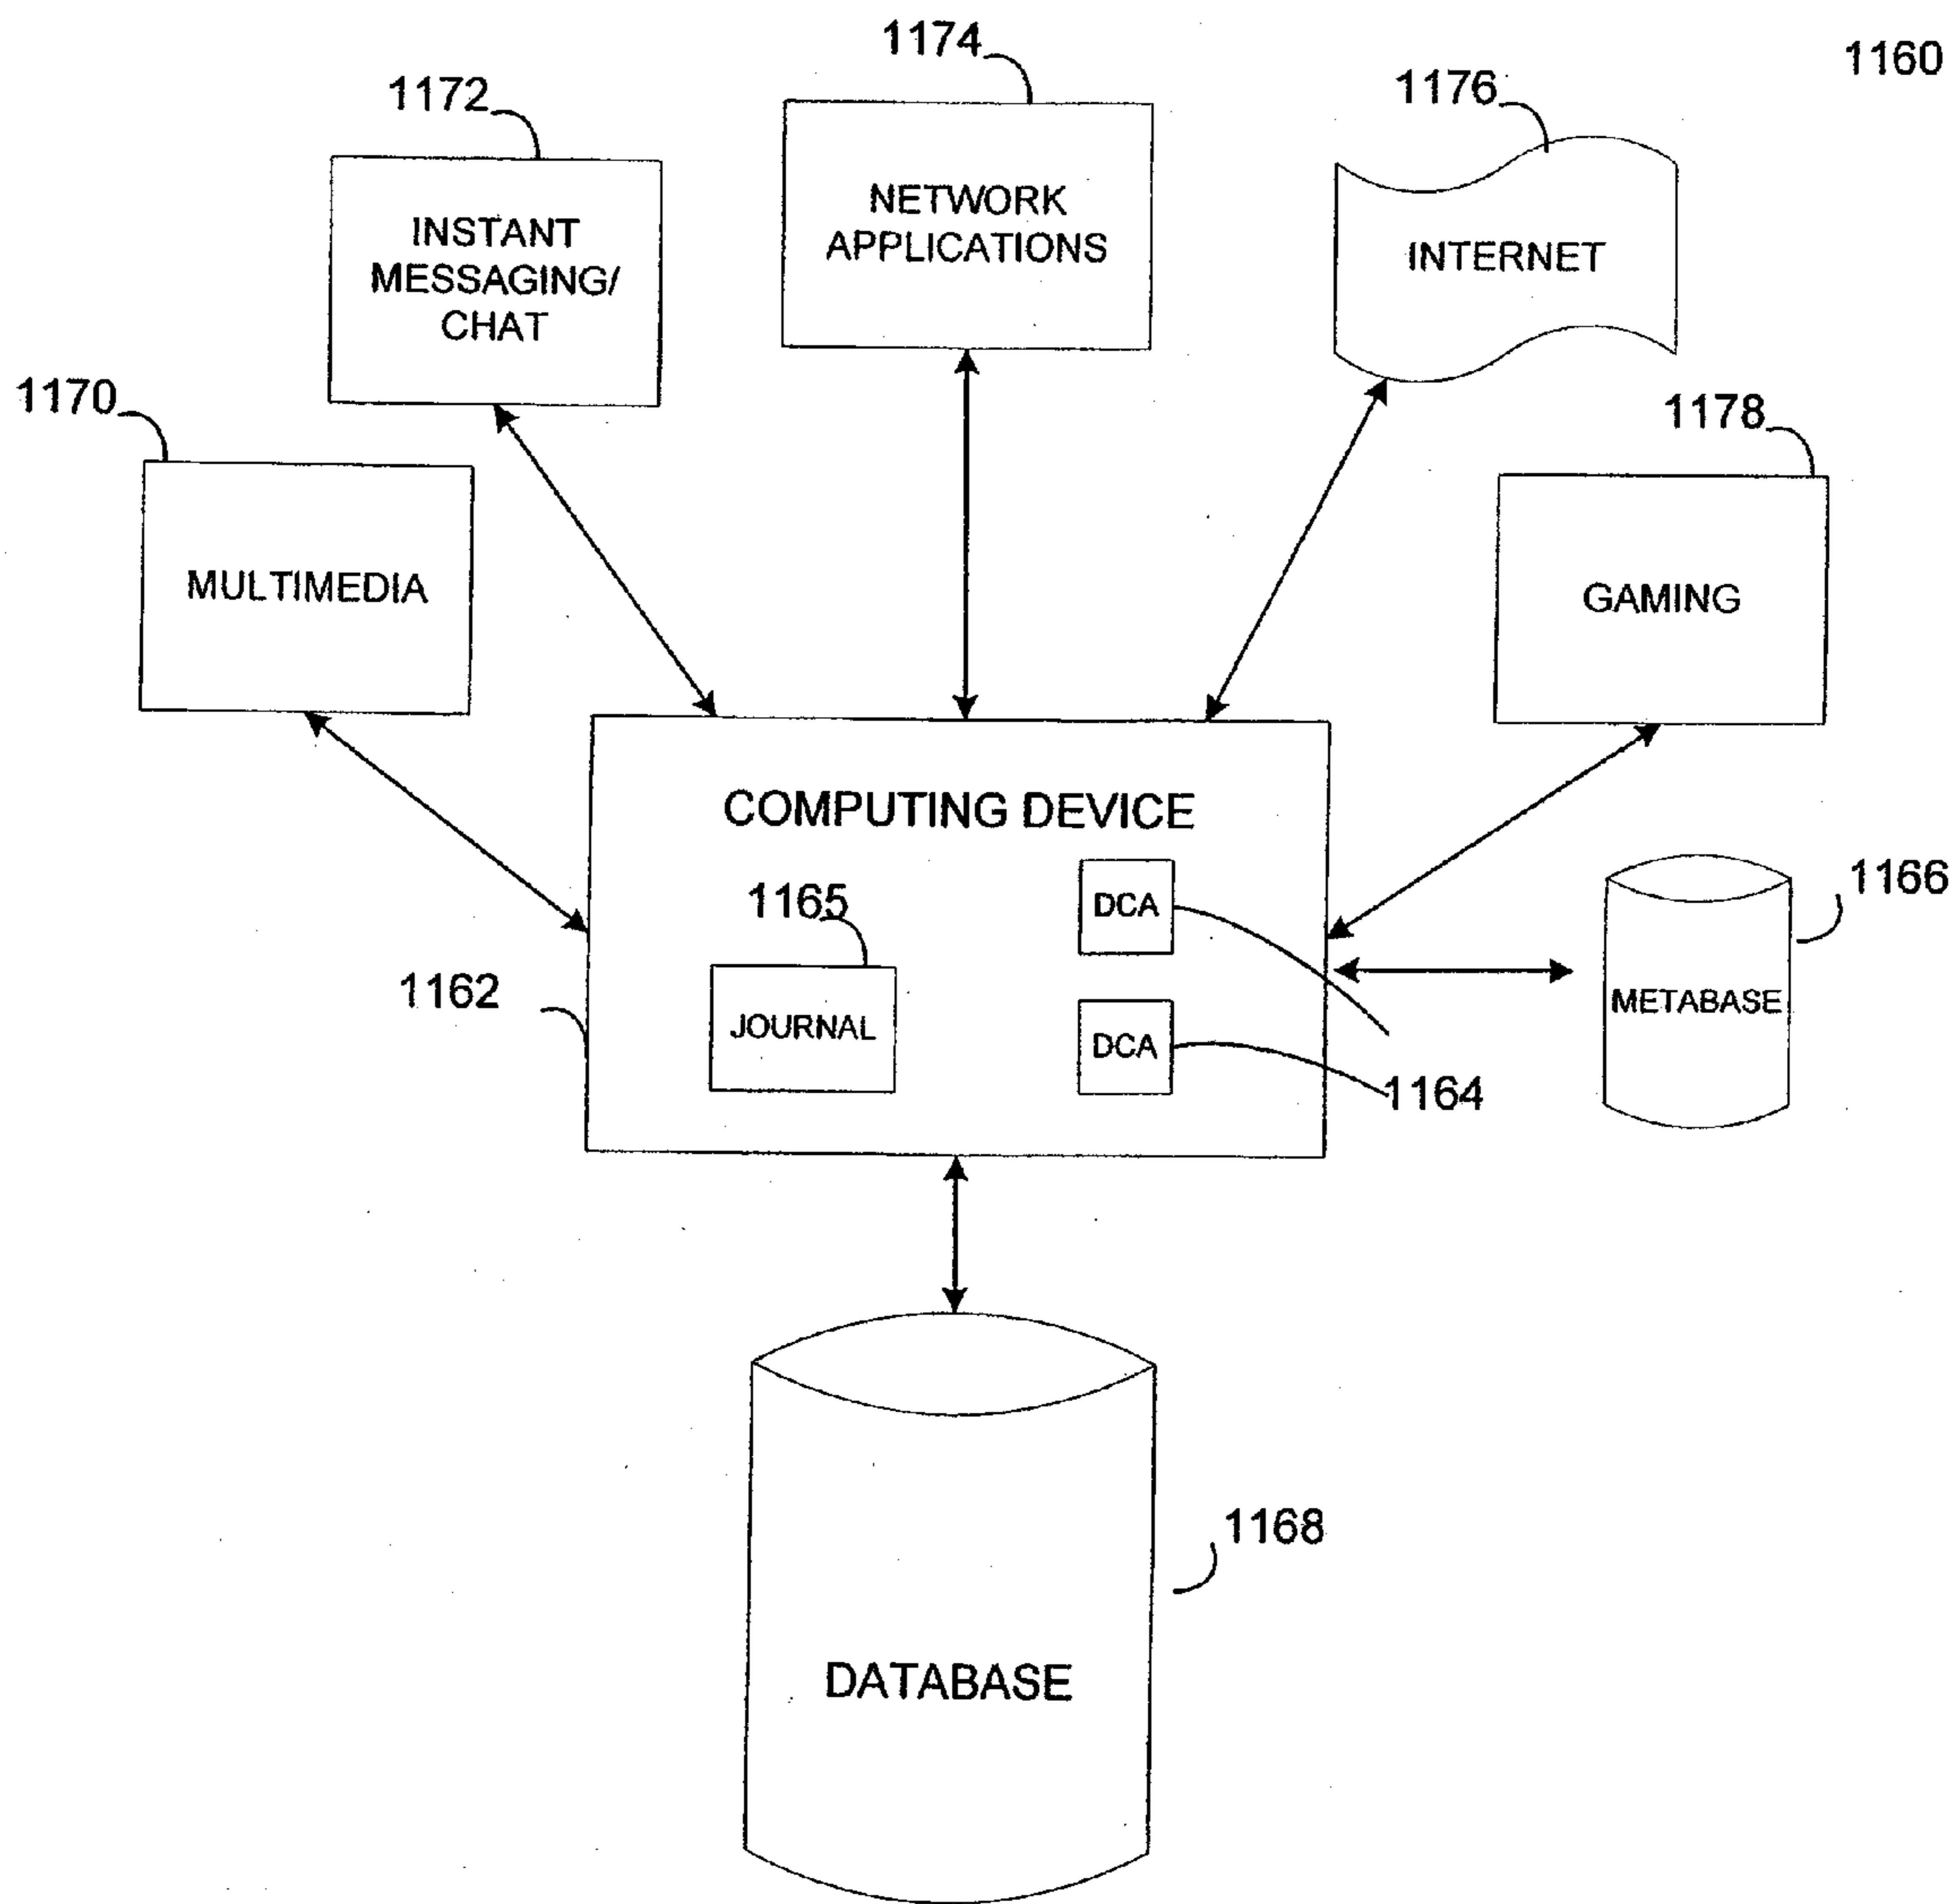 1160
1174
1172
1176
NETWORK
APPLICATIONS
INSTANT
MESSAGING/
CHAT
INTERNET
1170
1178
MULTIMEDIA
GAMING
COMPUTING DEVICE
1165
DCA
1166
1162
JOURNAL
DCA
METABASE
1164
1168
DATABASE